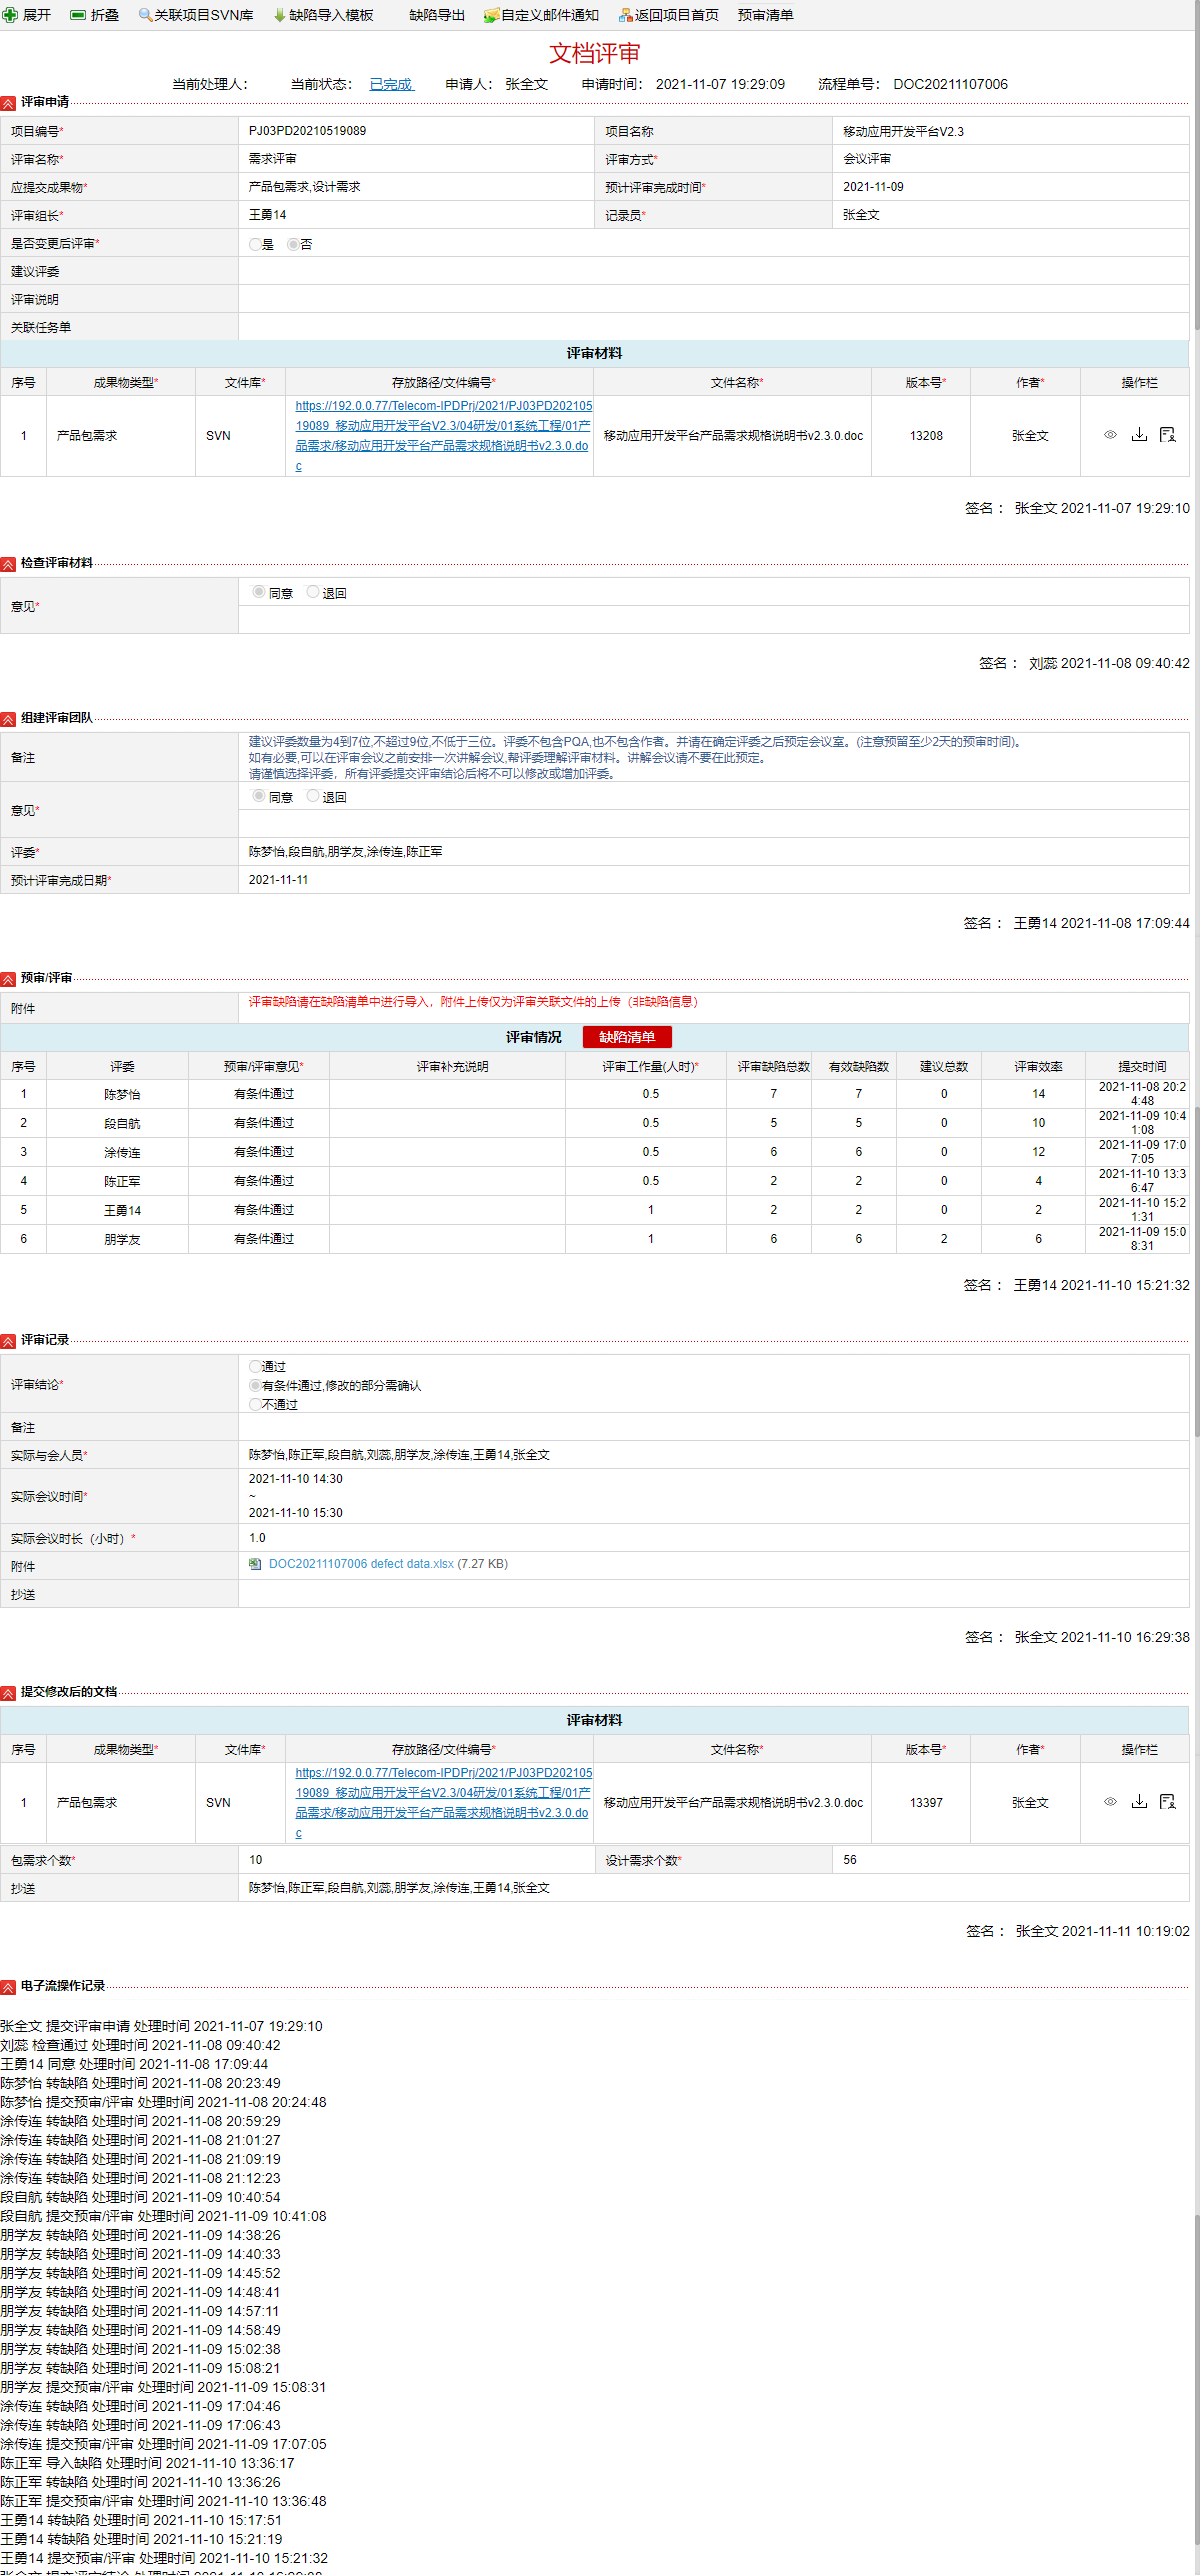 展开 折叠 关联项目SVN库 缺陷导入模板 缺陷导出 自定义邮件通知 返回项目首页 预审清单
文档评审
当前处理人： 当前状态： 已完成 申请人： 张全文 申请时间： 2021-11-07 19:29:09 流程单号： DOC20211107006
评审申请
项目编号* PJ03PD20210519089 项目名称 移动应用开发平台V2.3
评审名称* 需求评审 评审方式* 会议评审
应提交成果物* 产品包需求,设计需求 预计评审完成时间* 2021-11-09
评审组长* 王勇14 记录员* 张全文
是否变更后评审* 是 否
建议评委
评审说明
关联任务单
评审材料
序号 成果物类型* 文件库* 存放路径/文件编号* 文件名称* 版本号* 作者* 操作栏
1 产品包需求 SVN https://192.0.0.77/Telecom-IPDPrj/2021/PJ03PD202105
19089_移动应用开发平台V2.3/04研发/01系统工程/01产
品需求/移动应用开发平台产品需求规格说明书v2.3.0.do
c 移动应用开发平台产品需求规格说明书v2.3.0.doc 13208 张全文
签名： 张全文 2021-11-07 19:29:10
检查评审材料
意见* 同意 退回
签名： 刘蕊 2021-11-08 09:40:42
组建评审团队
备注 建议评委数量为4到7位,不超过9位,不低于三位。评委不包含PQA,也不包含作者。并请在确定评委之后预定会议室。(注意预留至少2天的预审时间)。
如有必要,可以在评审会议之前安排一次讲解会议,帮评委理解评审材料。讲解会议请不要在此预定。
请谨慎选择评委，所有评委提交评审结论后将不可以修改或增加评委。
意见* 同意 退回
评委* 陈梦怡,段自航,朋学友,涂传连,陈正军
预计评审完成日期* 2021-11-11
签名： 王勇14 2021-11-08 17:09:44
预审/评审
附件 评审缺陷请在缺陷清单中进行导入，附件上传仅为评审关联文件的上传（非缺陷信息）
评审情况 缺陷清单
序号 评委 预审/评审意见* 评审补充说明 评审工作量(人时)* 评审缺陷总数 有效缺陷数 建议总数 评审效率 提交时间
1 陈梦怡 有条件通过 0.5 7 7 0 14 2021-11-08 20:2
4:48
2 段自航 有条件通过 0.5 5 5 0 10 2021-11-09 10:4
1:08
3 涂传连 有条件通过 0.5 6 6 0 12 2021-11-09 17:0
7:05
4 陈正军 有条件通过 0.5 2 2 0 4 2021-11-10 13:3
6:47
5 王勇14 有条件通过 1 2 2 0 2 2021-11-10 15:2
1:31
6 朋学友 有条件通过 1 6 6 2 6 2021-11-09 15:0
8:31
签名： 王勇14 2021-11-10 15:21:32
评审记录
评审结论* 通过
有条件通过,修改的部分需确认
不通过
备注
实际与会人员* 陈梦怡,陈正军,段自航,刘蕊,朋学友,涂传连,王勇14,张全文
实际会议时间* 2021-11-10 14:30
~
2021-11-10 15:30
实际会议时长（小时）* 1.0
附件 DOC20211107006 defect data.xlsx (7.27 KB)
抄送
签名： 张全文 2021-11-10 16:29:38
提交修改后的文档
评审材料
序号 成果物类型* 文件库* 存放路径/文件编号* 文件名称* 版本号* 作者* 操作栏
1 产品包需求 SVN https://192.0.0.77/Telecom-IPDPrj/2021/PJ03PD202105
19089_移动应用开发平台V2.3/04研发/01系统工程/01产
品需求/移动应用开发平台产品需求规格说明书v2.3.0.do
c 移动应用开发平台产品需求规格说明书v2.3.0.doc 13397 张全文
包需求个数* 10 设计需求个数* 56
抄送 陈梦怡,陈正军,段自航,刘蕊,朋学友,涂传连,王勇14,张全文
签名： 张全文 2021-11-11 10:19:02
电子流操作记录
张全文 提交评审申请 处理时间 2021-11-07 19:29:10
刘蕊 检查通过 处理时间 2021-11-08 09:40:42
王勇14 同意 处理时间 2021-11-08 17:09:44
陈梦怡 转缺陷 处理时间 2021-11-08 20:23:49
陈梦怡 提交预审/评审 处理时间 2021-11-08 20:24:48
涂传连 转缺陷 处理时间 2021-11-08 20:59:29
涂传连 转缺陷 处理时间 2021-11-08 21:01:27
涂传连 转缺陷 处理时间 2021-11-08 21:09:19
涂传连 转缺陷 处理时间 2021-11-08 21:12:23
段自航 转缺陷 处理时间 2021-11-09 10:40:54
段自航 提交预审/评审 处理时间 2021-11-09 10:41:08
朋学友 转缺陷 处理时间 2021-11-09 14:38:26
朋学友 转缺陷 处理时间 2021-11-09 14:40:33
朋学友 转缺陷 处理时间 2021-11-09 14:45:52
朋学友 转缺陷 处理时间 2021-11-09 14:48:41
朋学友 转缺陷 处理时间 2021-11-09 14:57:11
朋学友 转缺陷 处理时间 2021-11-09 14:58:49
朋学友 转缺陷 处理时间 2021-11-09 15:02:38
朋学友 转缺陷 处理时间 2021-11-09 15:08:21
朋学友 提交预审/评审 处理时间 2021-11-09 15:08:31
涂传连 转缺陷 处理时间 2021-11-09 17:04:46
涂传连 转缺陷 处理时间 2021-11-09 17:06:43
涂传连 提交预审/评审 处理时间 2021-11-09 17:07:05
陈正军 导入缺陷 处理时间 2021-11-10 13:36:17
陈正军 转缺陷 处理时间 2021-11-10 13:36:26
陈正军 提交预审/评审 处理时间 2021-11-10 13:36:48
王勇14 转缺陷 处理时间 2021-11-10 15:17:51
王勇14 转缺陷 处理时间 2021-11-10 15:21:19
王勇14 提交预审/评审 处理时间 2021-11-10 15:21:32